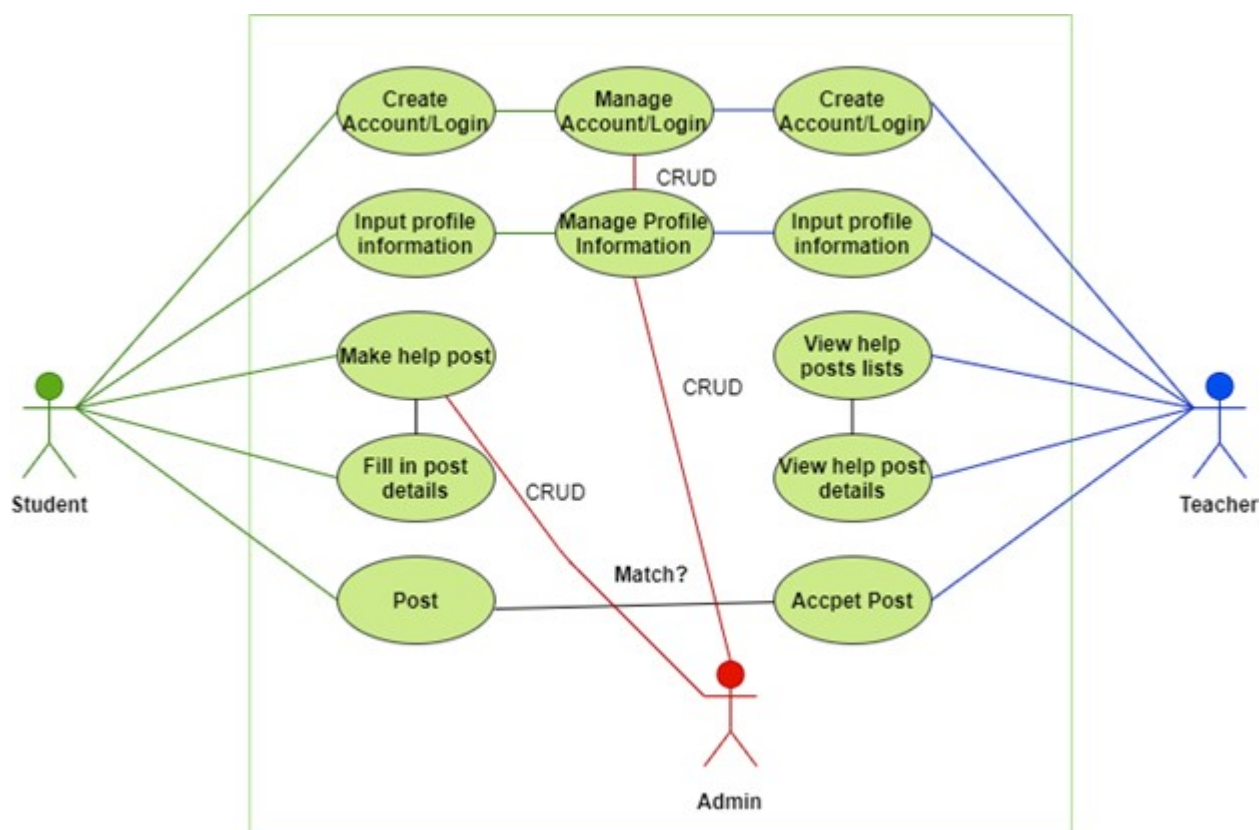 Create
Account/Login
Manage
Account/Login
Create
Account/Login
CRUD
Input profile
information
Manage Profile
Information
Input profile
information
Make help post
View help
posts lists
CRUD
Fill in post
details
CRUD
View help post
details
Student
Teacher
Match?
Post
Accpet Post
Admin